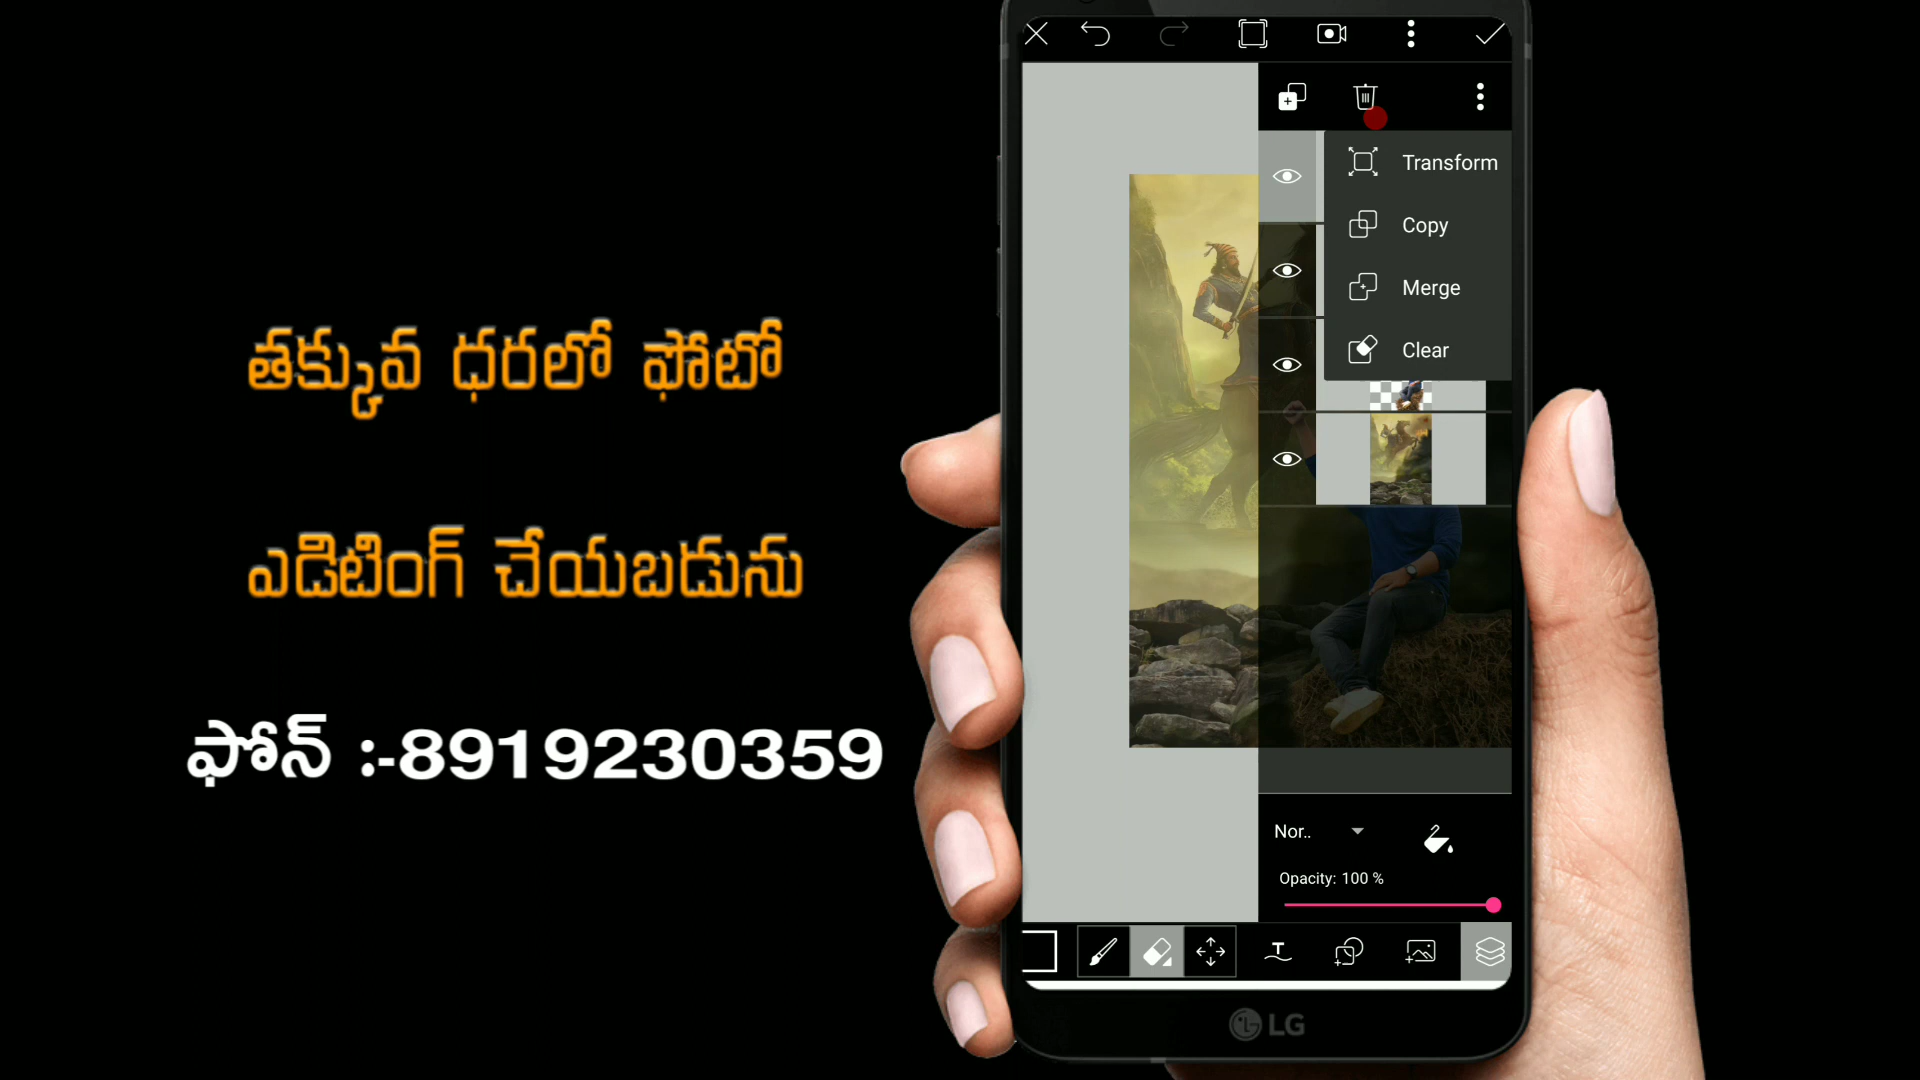 తక్కువ ధరలో ఫోటో
ఎడిటింగ్ చేయబడును
ఫోన్ :-8919230359
Transform
Copy
Merge
Clear
Nor..
Opacity: 100 %
T
LG